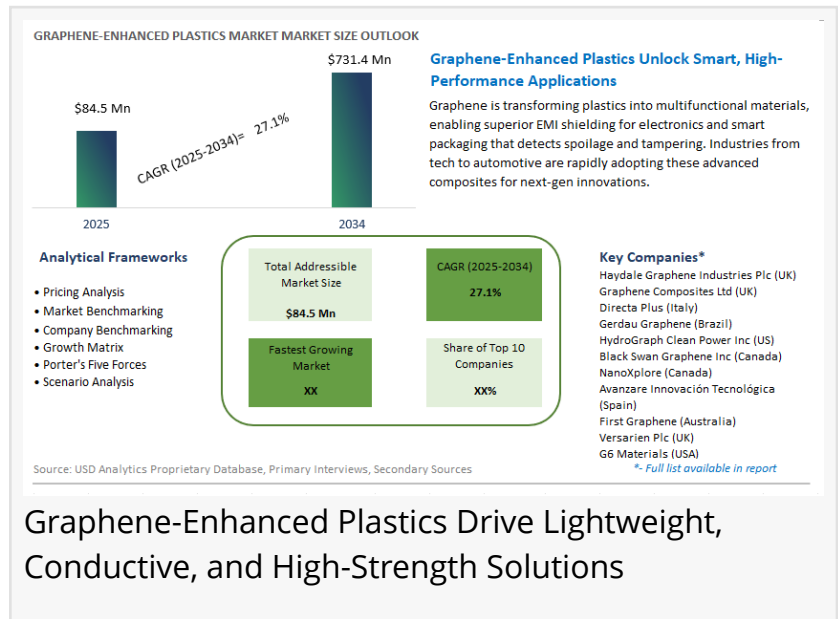 GRAPHENE-ENHANCED PLASTICS MARKET MARKET SIZE OUTLOOK
$84.5 Mn
$731.4 Mn
CAGR (2025-2034)= 27.1%
2025
2034
Graphene-Enhanced Plastics Unlock Smart, High-
Performance Applications
Graphene is transforming plastics into multifunctional materials,
enabling superior EMI shielding for electronics and smart
packaging that detects spoilage and tampering. Industries from
tech to automotive are rapidly adopting these advanced
composites for next-gen innovations.
Analytical Frameworks
• Pricing Analysis
• Market Benchmarking
• Company Benchmarking
• Growth Matrix
• Porter's Five Forces
• Scenario Analysis
Total Addressable
Market Size
$84.5 Mn
CAGR (2025-2034)
27.1%
Fastest Growing
Market
XX
Share of Top 10
Companies
XX%
Key Companies*
Haydale Graphene Industries Plc (UK)
Graphene Composites Ltd (UK)
Directa Plus (Italy)
Gerdau Graphene (Brazil)
HydroGraph Clean Power Inc (US)
Black Swan Graphene Inc (Canada)
NanoXplore (Canada)
Avanzare Innovación Tecnológica
(Spain)
First Graphene (Australia)
Versarien Plc (UK)
G6 Materials (USA)
*- Full list available in report
Source: USD Analytics Proprietary Database, Primary Interviews, Secondary Sources
Graphene-Enhanced Plastics Drive Lightweight,
Conductive, and High-Strength Solutions